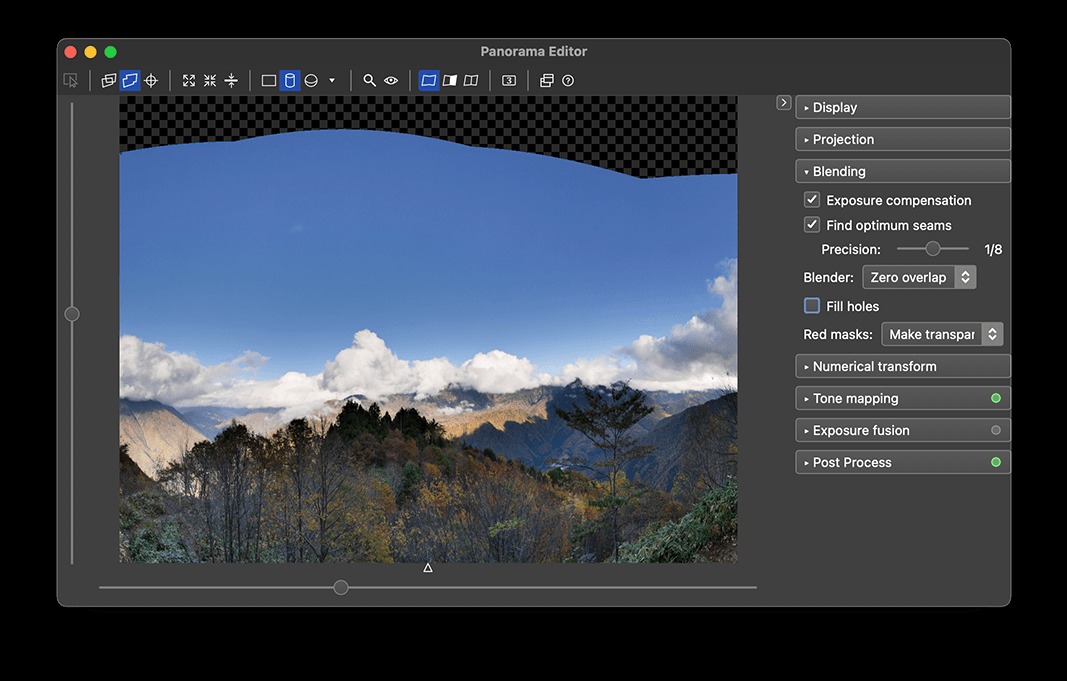 Panorama Editor
3
?
Display
Projection
Blending
Exposure compensation
Find optimum seams
Precision: 1/8
Blender: Zero overlap
Fill holes
Red masks: Make transpar
Numerical transform
Tone mapping
Exposure fusion
Post Process